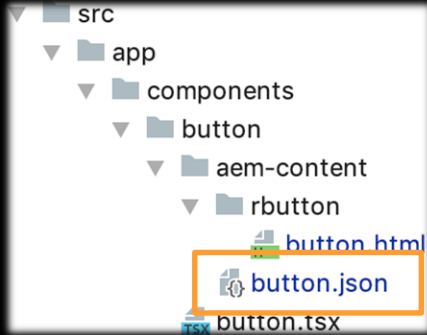 src
app
components
button
aem-content
rbutton
button.html
button.json
button.tsx